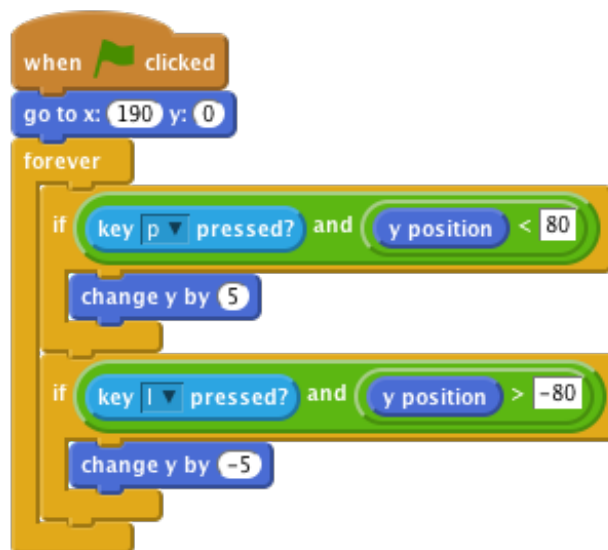 when clicked
go to x: 190 y: 0
forever
if key p ▼ pressed? and y position < 80
change y by 5
if key l ▼ pressed? and y position > -80
change y by -5